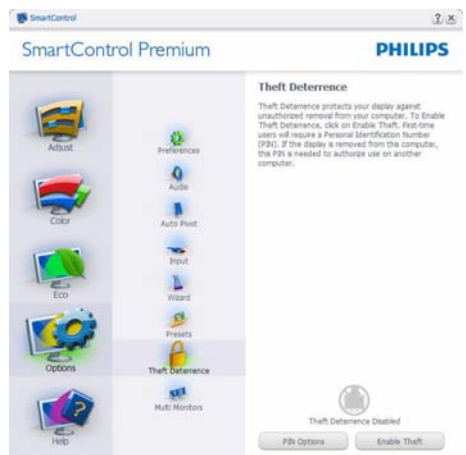 SmartControl
? x
SmartControl Premium
PHILIPS
Adjust
Color
Eco
Options
Help
Preferences
Audio
Auto Pivot
Input
Wizard
Presets
Theft Deterrence
Multi Monitors
Theft Deterrence
Theft Deterrence protects your display against
unauthorized removal from your computer. To Enable
Theft Deterrence, click on Enable Theft. First-time
users will require a Personal Identification Number
(PIN). If the display is removed from this computer,
this PIN is needed to authorize use on another
computer.
Theft Deterrence Disabled
PIN Options
Enable Theft